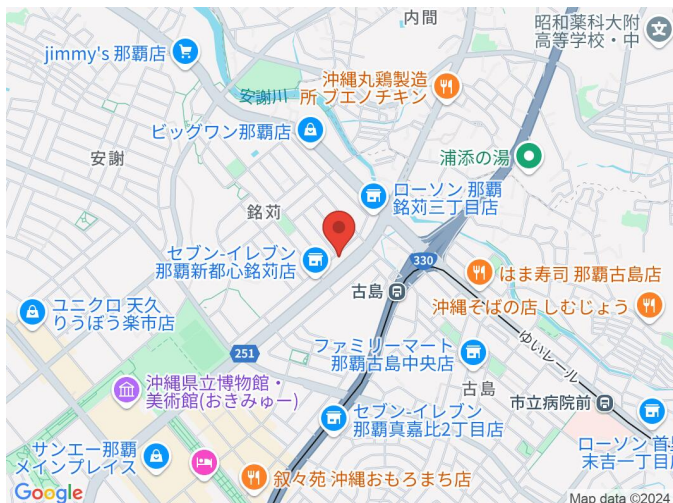 内間
昭和薬科大附
高等学校・中
jimmy's 那覇店
沖縄丸鶏製造
所 ブエノチキン
安謝川
ビッグワン那覇店
浦添の湯
安謝
ローソン 那覇
銘苅三丁目店
銘苅
セブン-イレブン
那覇新都心銘苅店
330
はま寿司 那覇古島店
古島
沖縄そばの店 しむじょう
ユニクロ 天久
りうぼう楽市店
ファミリーマート
那覇古島中央店
ゆいレール
251
古島
沖縄県立博物館・
美術館(おきみゅー)
市立病院前
セブン-イレブン
那覇真嘉比2丁目店
サンエー那覇
メインプレイス
ローソン 首
末吉一丁目
叙々苑 沖縄おもろまち店
Google
Map data ©2024